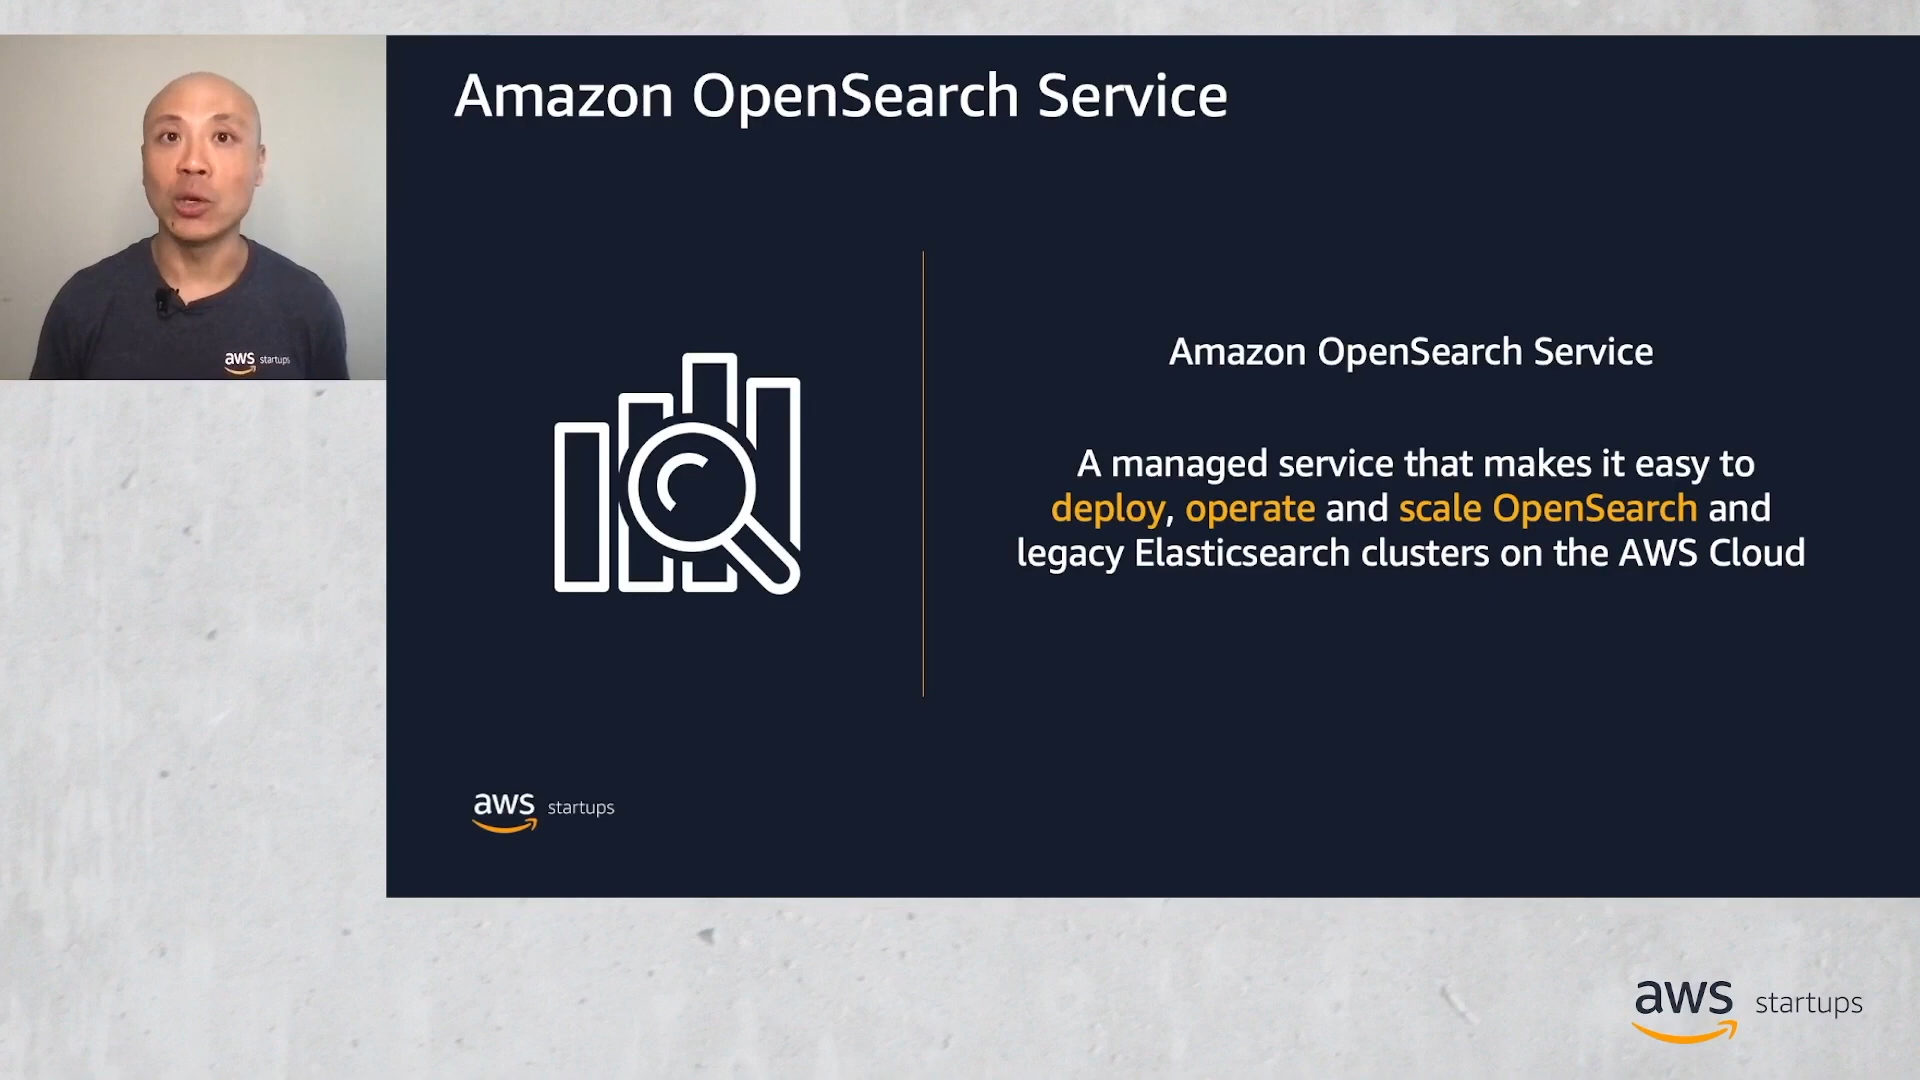 Amazon OpenSearch Service
aws startups
Amazon OpenSearch Service
A managed service that makes it easy to
deploy, operate and scale OpenSearch and
legacy Elasticsearch clusters on the AWS Cloud
aws startups
aws startups